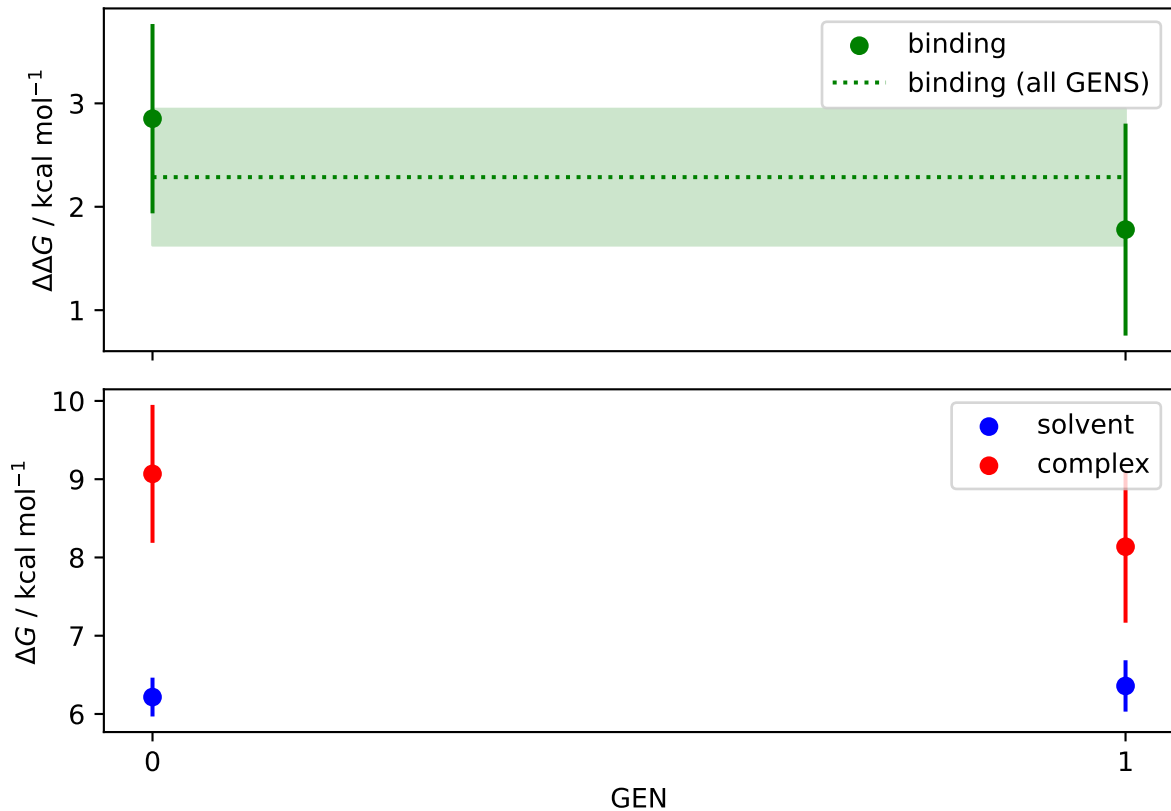 binding
binding (all GENS)
3
2
1
ΔΔG / kcal mol⁻¹
solvent
complex
10
9
8
7
6
ΔG / kcal mol⁻¹
0
1
GEN